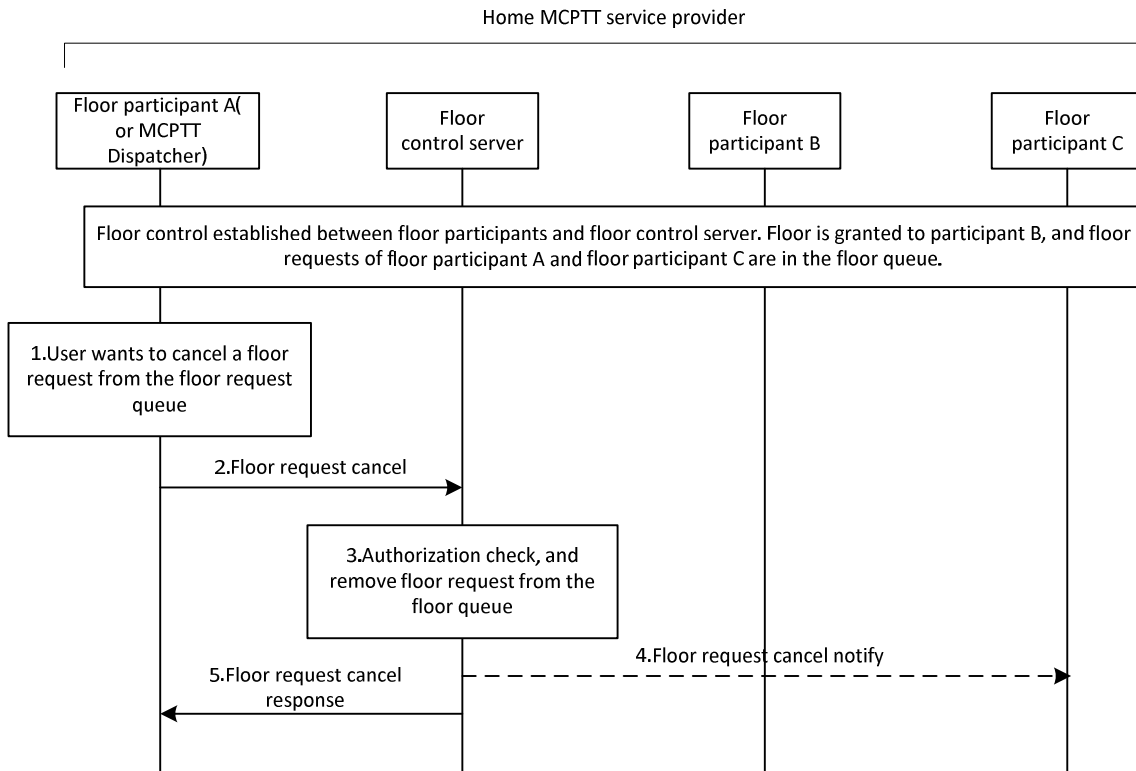 Home MCPTT service provider
Floor participant A(
or MCPTT
Dispatcher)
Floor
control server
Floor
participant B
Floor
participant C
Floor control established between floor participants and floor control server. Floor is granted to participant B, and floor
requests of floor participant A and floor participant C are in the floor queue.
1.User wants to cancel a floor
request from the floor request
queue
2.Floor request cancel
3.Authorization check, and
remove floor request from the
floor queue
4.Floor request cancel notify
5.Floor request cancel
response